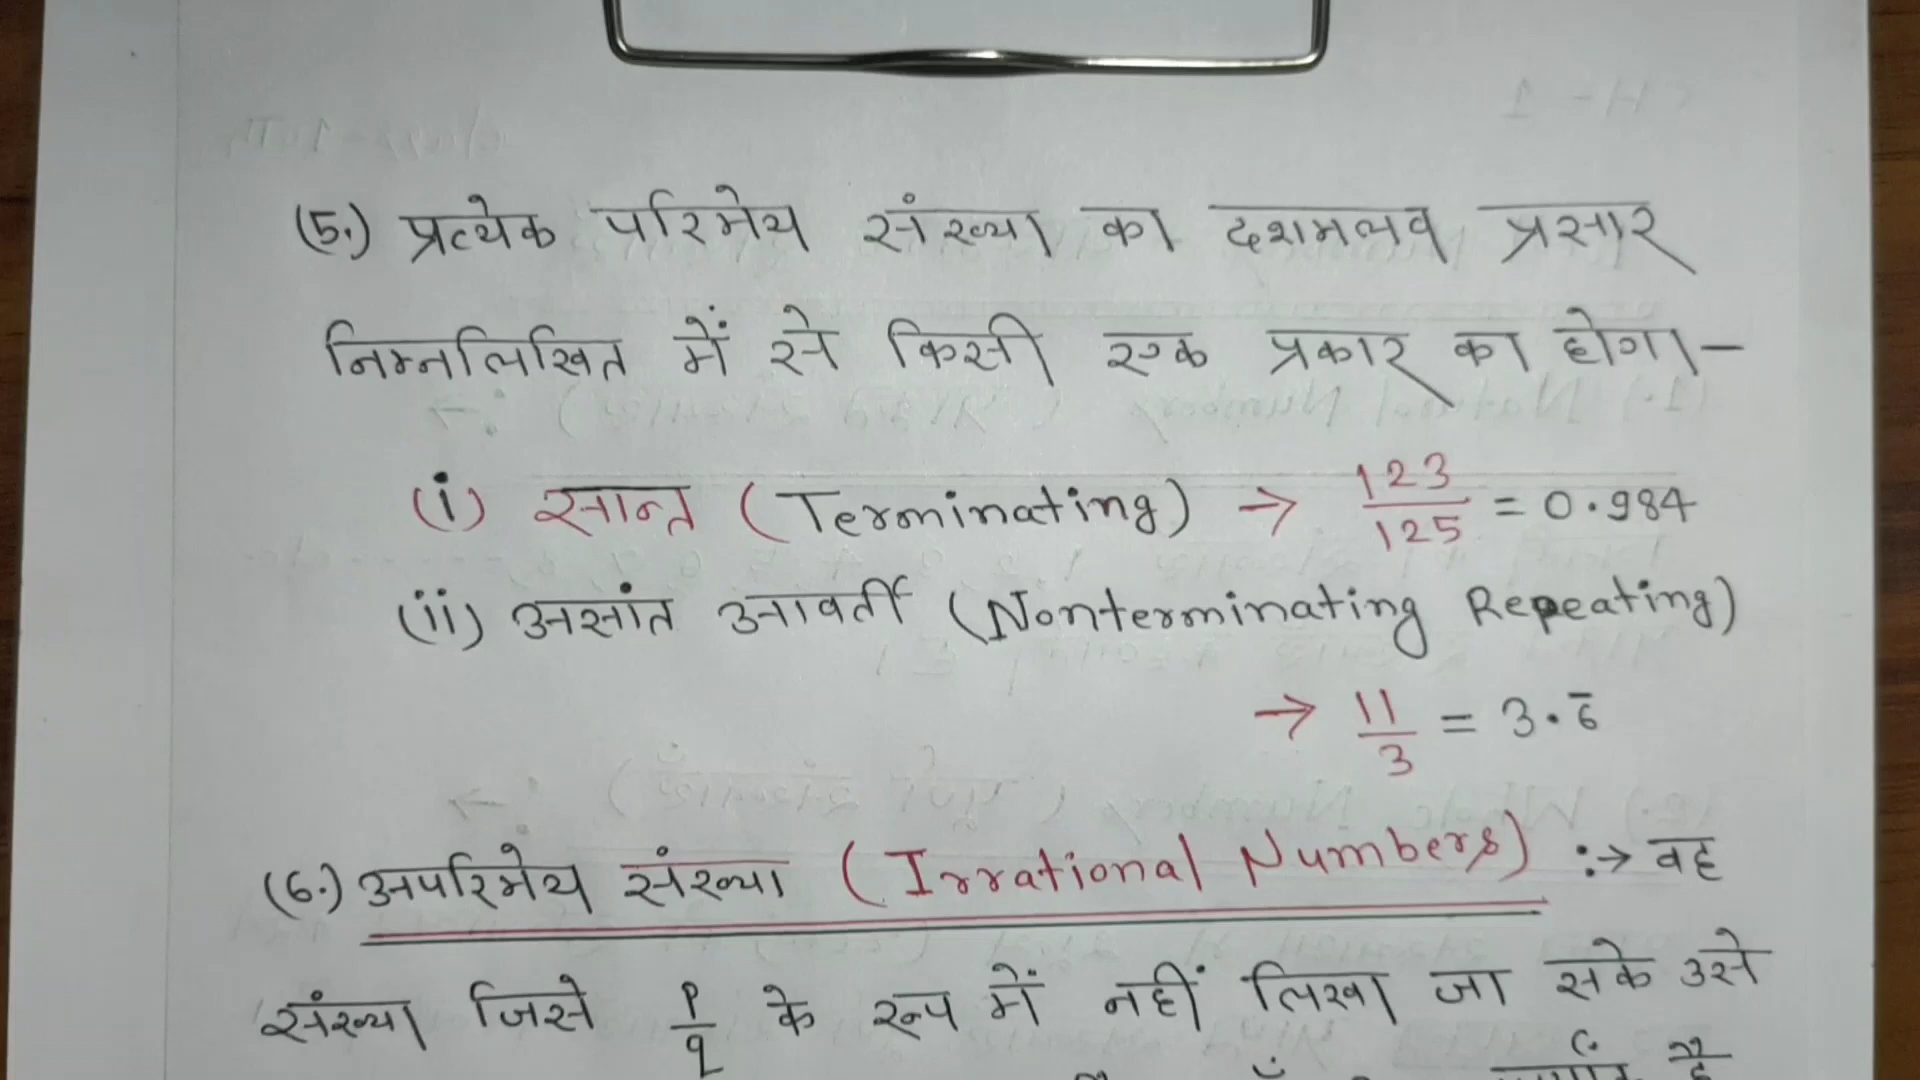 (5.) प्रत्येक परिमेय संख्या का दशमलव प्रसार
निम्नलिखित में से किसी एक प्रकार का होगा।-
(i) सान्त (Terminating) → 123/125 = 0.984
(ii) असांत आवर्ती (Nonterminating Repeating)
→ 11/3 = 3.6̅
(6.) अपरिमेय संख्या (Irrational Numbers) :→ वह
संख्या जिसे p/q के रूप में नहीं लिखा जा सके उसे